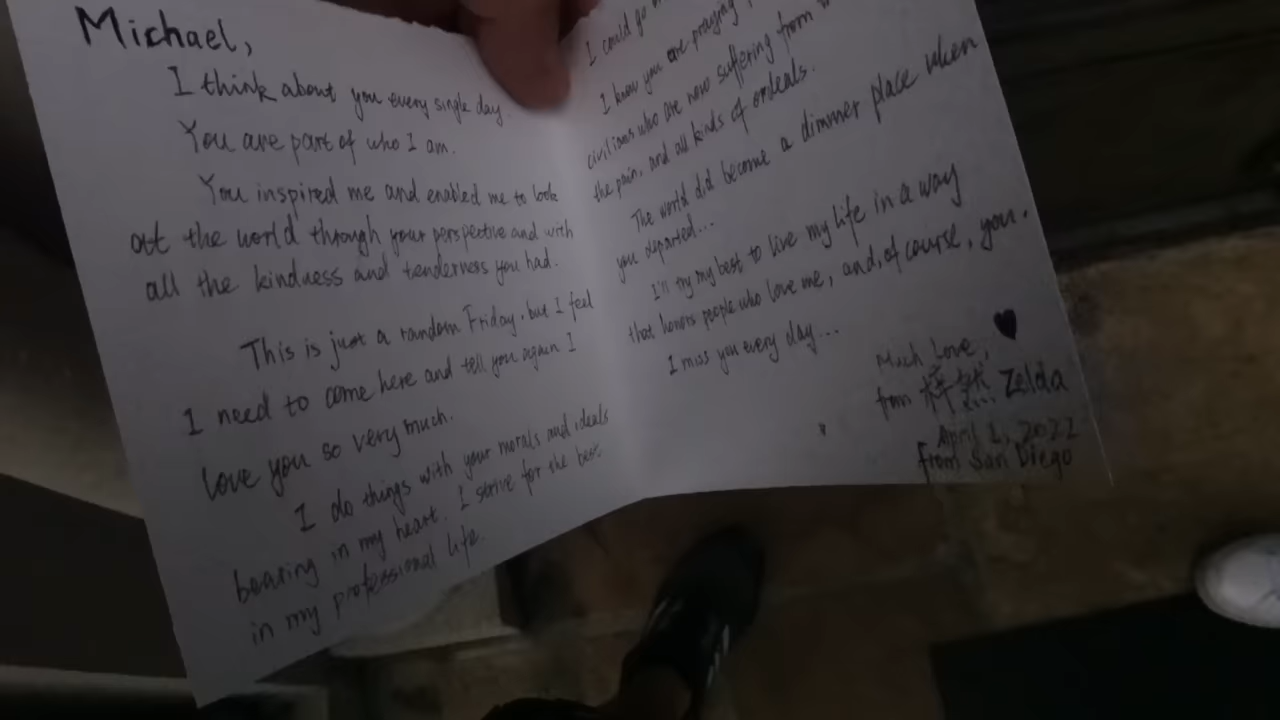 Michael,
I think about you every single day.
You are part of who I am.
You inspired me and enabled me to look
at the world through your perspective and with
all the kindness and tenderness you had.
This is just a random Friday, but I feel
I need to come here and tell you again I
love you so very much.
I do things with your morals and ideals
bearing in my heart. I strive for the best
in my professional life.
I could go
I know you are praying
civilians who are now suffering from
the pain, and all kinds of ordeals.
The world did become a dimmer place when
you departed...
I'll try my best to live my life in a way
that honors people who love me, and, of course, you.
I miss you every day...
Much Love,
from Zelda
April 1, 2022
From San Diego